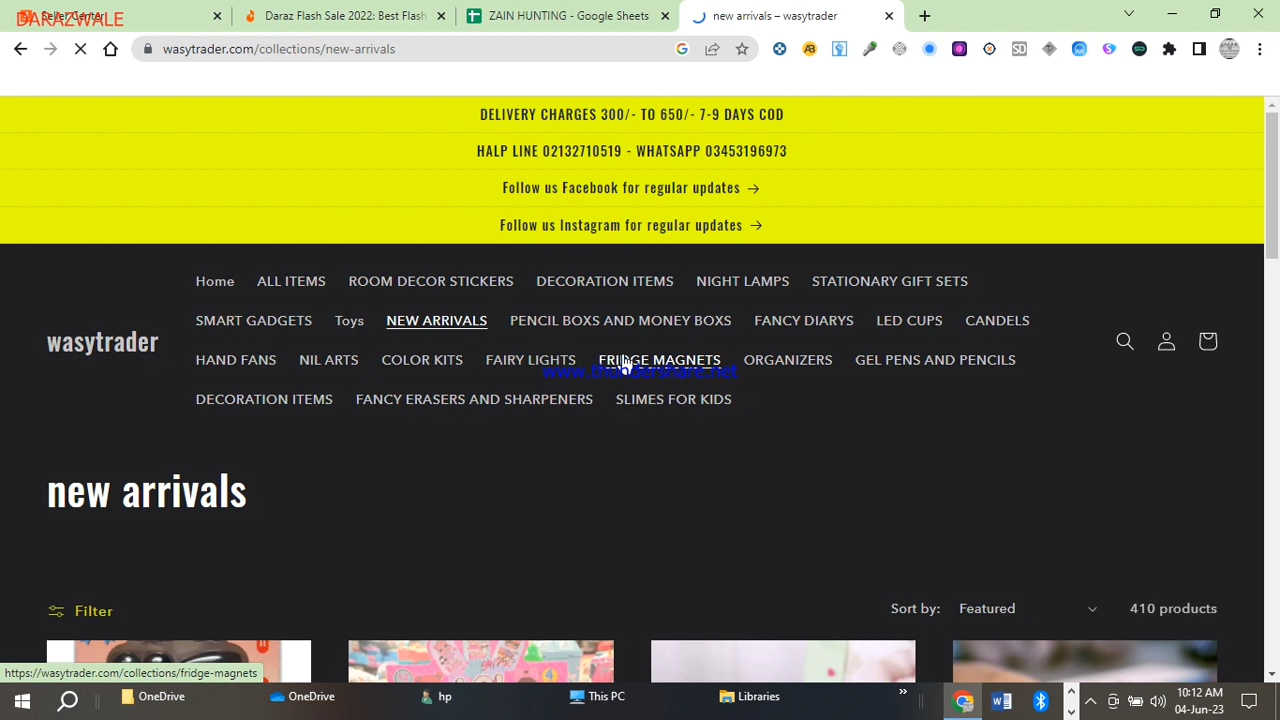 Seller Center
DARAZWALE
Daraz Flash Sale 2022: Best Flash
ZAIN HUNTING - Google Sheets
new arrivals – wasytrader
wasytrader.com/collections/new-arrivals
DELIVERY CHARGES 300/- TO 650/- 7-9 DAYS COD
HALP LINE 02132710519 - WHATSAPP 03453196973
Follow us Facebook for regular updates →
Follow us Instagram for regular updates →
wasytrader
Home ALL ITEMS ROOM DECOR STICKERS DECORATION ITEMS NIGHT LAMPS STATIONARY GIFT SETS
SMART GADGETS Toys NEW ARRIVALS PENCIL BOXS AND MONEY BOXS FANCY DIARYS LED CUPS CANDELS
HAND FANS NIL ARTS COLOR KITS FAIRY LIGHTS FRIDGE MAGNETS ORGANIZERS GEL PENS AND PENCILS
www.thundershare.net
DECORATION ITEMS FANCY ERASERS AND SHARPENERS SLIMES FOR KIDS
new arrivals
Filter
Sort by: Featured 410 products
https://wasytrader.com/collections/fridge-magnets
OneDrive OneDrive hp This PC Libraries
10:12 AM
04-Jun-23